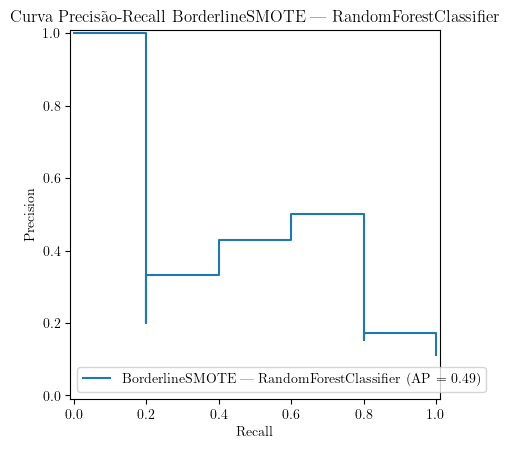 Curva Precisão-Recall BorderlineSMOTE — RandomForestClassifier
1.0
0.8
0.6
0.4
0.2
0.0
Precision
BorderlineSMOTE — RandomForestClassifier (AP = 0.49)
0.0 0.2 0.4 0.6 0.8 1.0
Recall